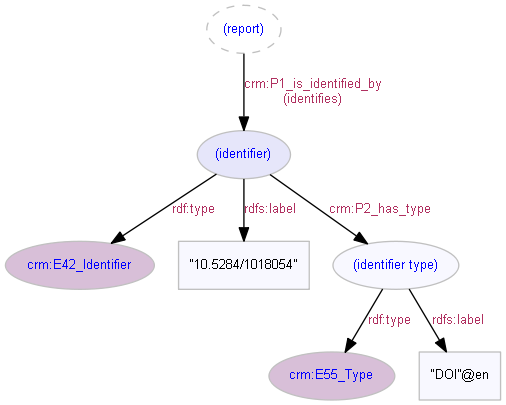 (report)
crm:P1_is_identified_by
(identifies)
(identifier)
rdf:type
rdfs:label
crm:P2_has_type
crm:E42_Identifier
"10.5284/1018054"
(identifier type)
rdf:type
rdfs:label
crm:E55_Type
"DOI"@en